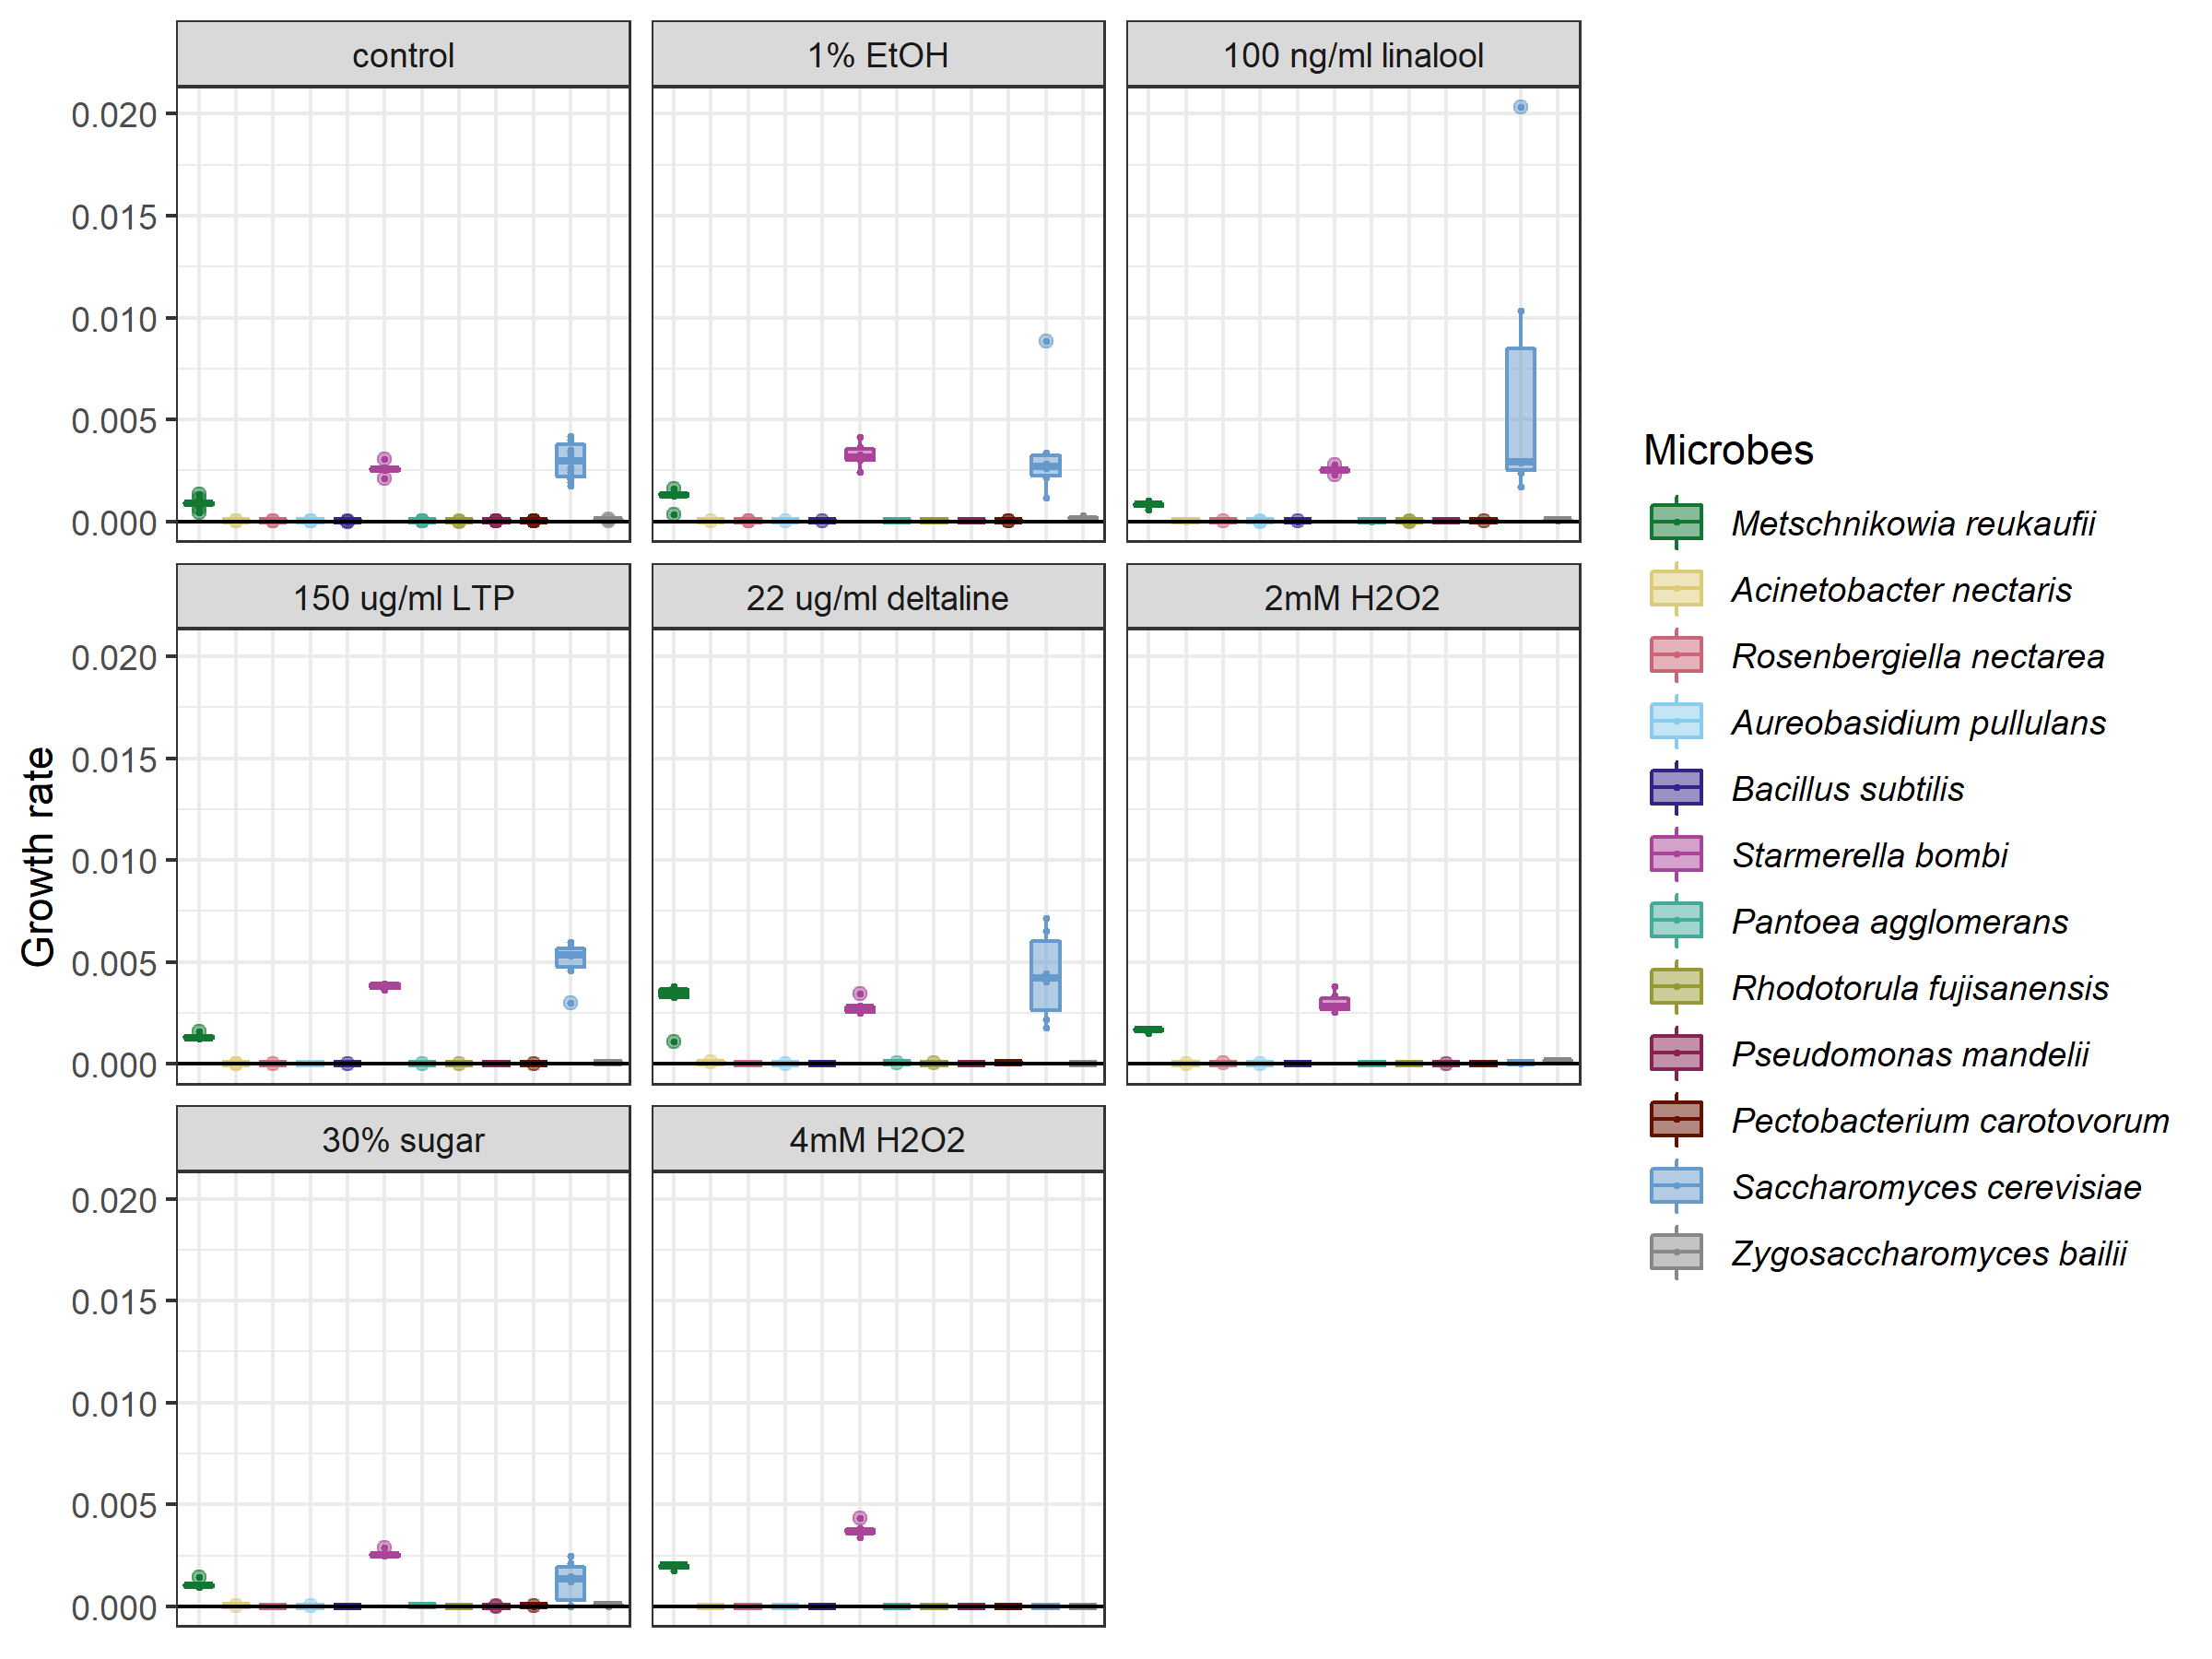 control
1% EtOH
100 ng/ml linalool
0.020
0.015
0.010
0.005
0.000
150 ug/ml LTP
22 ug/ml deltaline
2mM H2O2
0.020
0.015
0.010
0.005
0.000
30% sugar
4mM H2O2
0.020
0.015
0.010
0.005
0.000
Growth rate
Microbes
Metschnikowia reukaufii
Acinetobacter nectaris
Rosenbergiella nectarea
Aureobasidium pullulans
Bacillus subtilis
Starmerella bombi
Pantoea agglomerans
Rhodotorula fujisanensis
Pseudomonas mandelii
Pectobacterium carotovorum
Saccharomyces cerevisiae
Zygosaccharomyces bailii